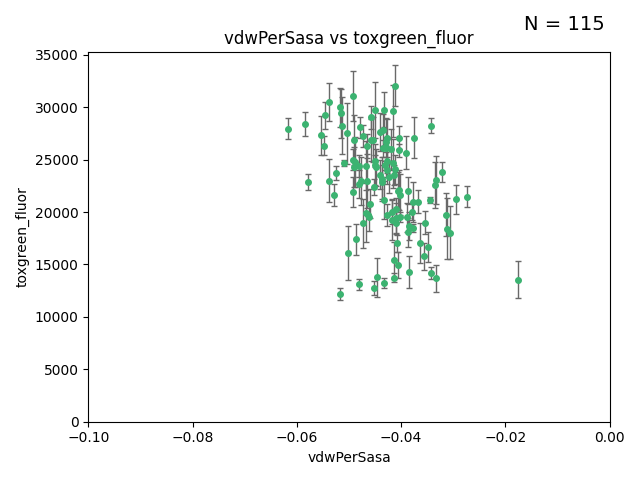 N = 115
vdwPerSasa vs toxgreen_fluor
35000
30000
25000
20000
15000
10000
5000
0
toxgreen_fluor
−0.10 −0.08 −0.06 −0.04 −0.02 0.00
vdwPerSasa